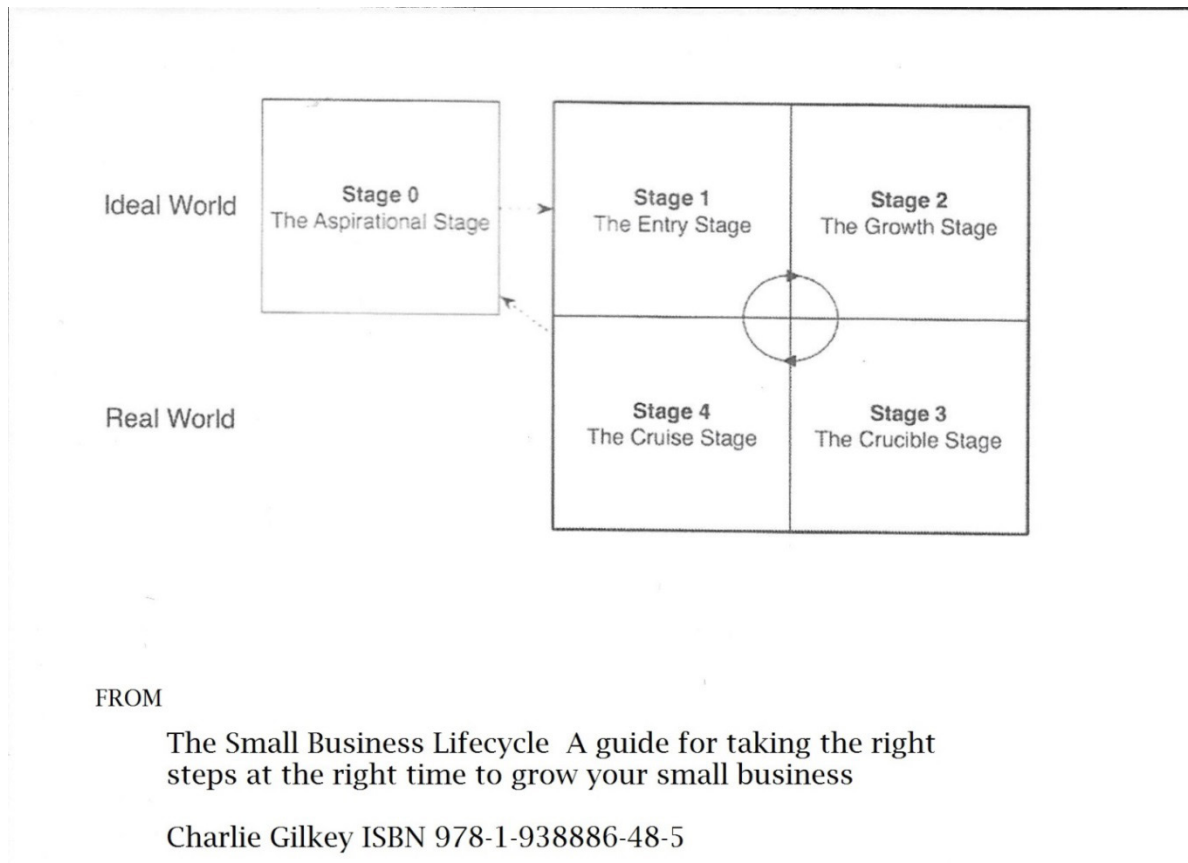 Ideal World
Stage 0
The Aspirational Stage
Stage 1
The Entry Stage
Stage 2
The Growth Stage
Real World
Stage 4
The Cruise Stage
Stage 3
The Crucible Stage
FROM
The Small Business Lifecycle A guide for taking the right
steps at the right time to grow your small business
Charlie Gilkey ISBN 978-1-938886-48-5